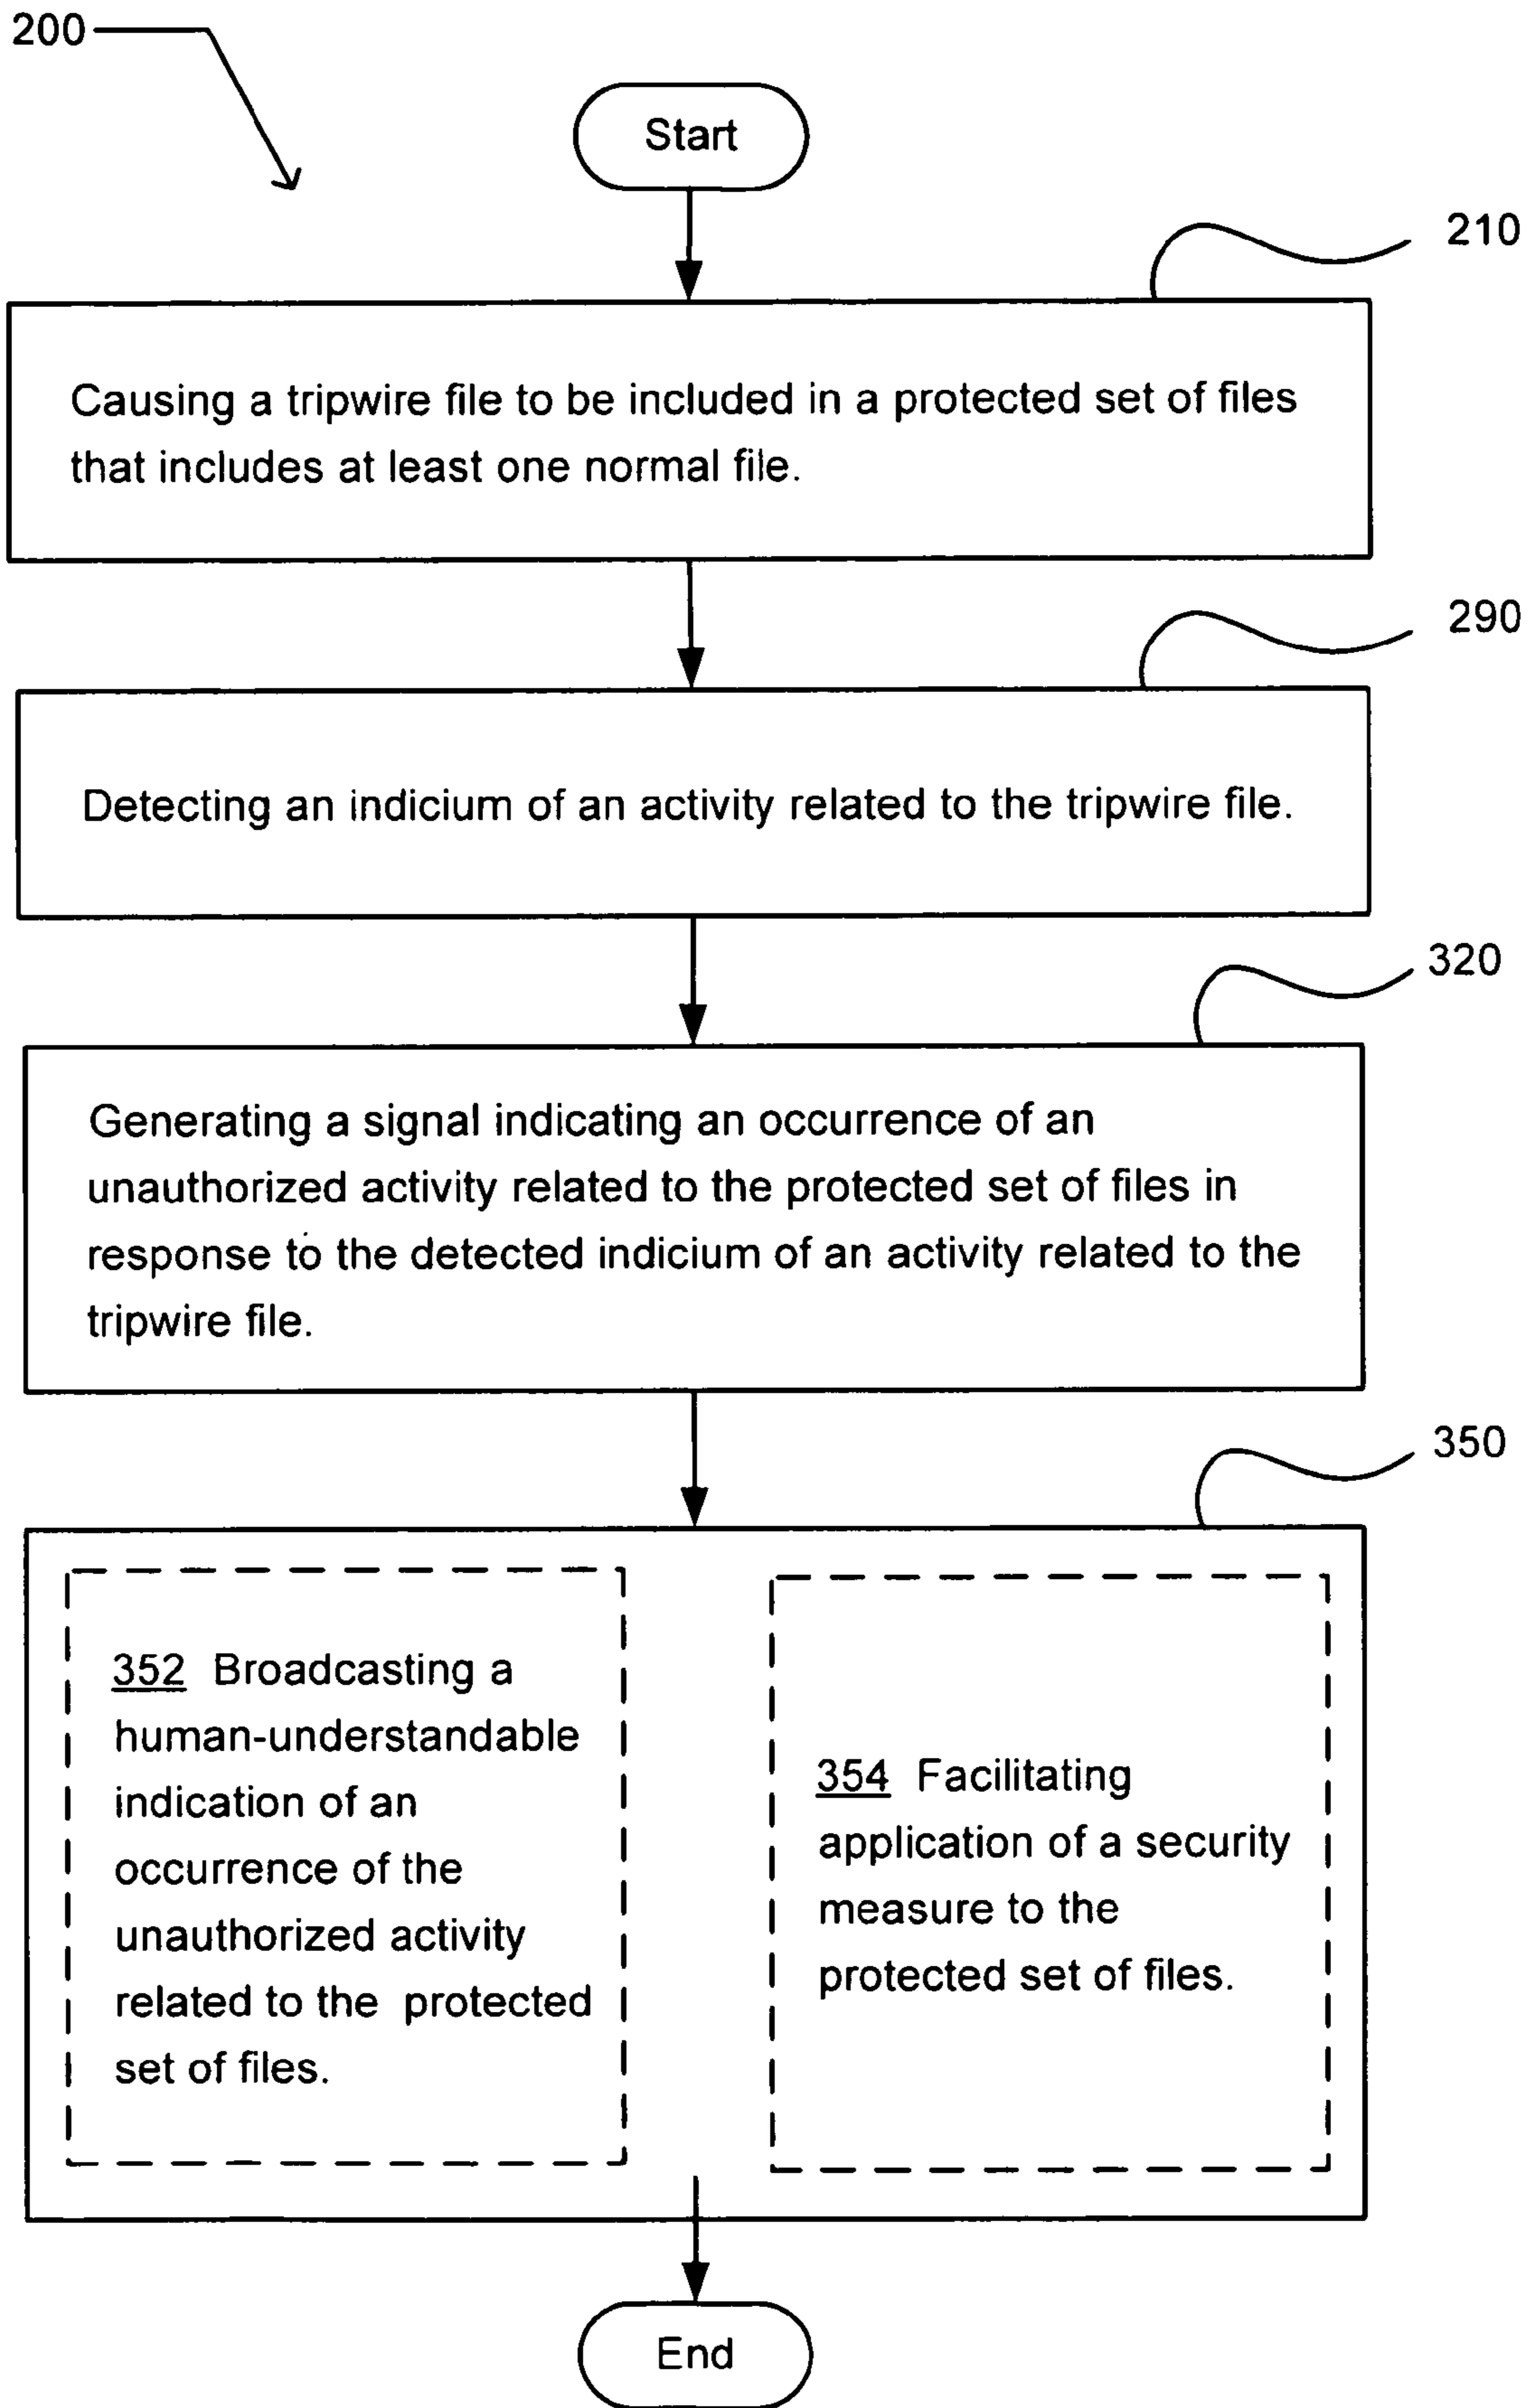 200
Start
210
Causing a tripwire file to be included in a protected set of files
that includes at least one normal file.
290
Detecting an indicium of an activity related to the tripwire file.
320
Generating a signal indicating an occurrence of an
unauthorized activity related to the protected set of files in
response to the detected indicium of an activity related to the
tripwire file.
350
352 Broadcasting a
human-understandable
indication of an
occurrence of the
unauthorized activity
related to the protected
set of files.
354 Facilitating
application of a security
measure to the
protected set of files.
End